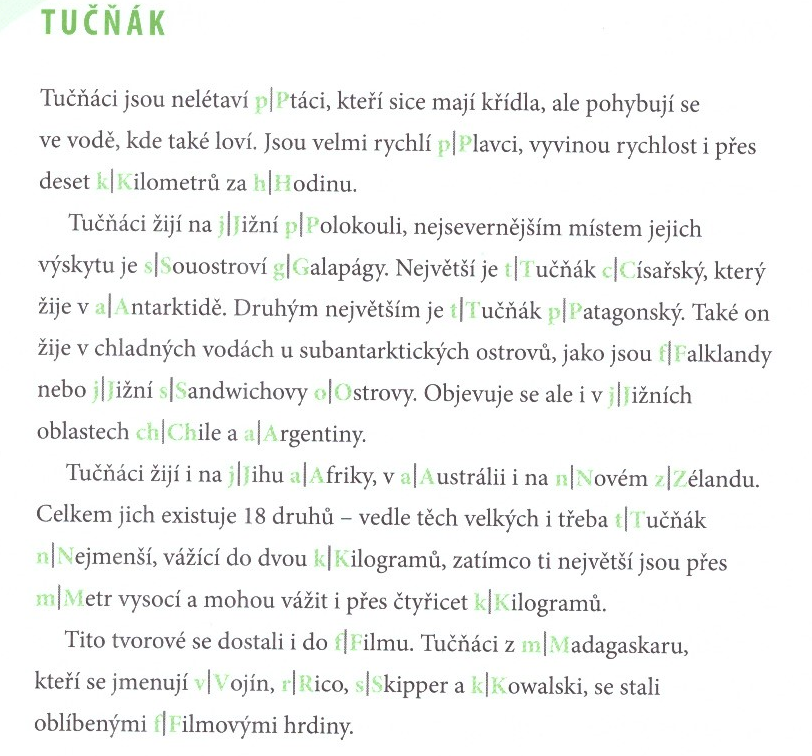 TUČŇÁK
Tučňáci jsou nelétaví p|Ptáci, kteří sice mají křídla, ale pohybují se
ve vodě, kde také loví. Jsou velmi rychlí p|Plavci, vyvinou rychlost i přes
deset k|Kilometrů za h|Hodinu.
Tučňáci žijí na j|Jižní p|Polokouli, nejsevernějším místem jejich
výskytu je s|Souostroví g|Galapágy. Největší je t|Tučňák c|Císařský, který
žije v a|Antarktidě. Druhým největším je t|Tučňák p|Patagonský. Také on
žije v chladných vodách u subantarktických ostrovů, jako jsou f|Falklandy
nebo j|Jižní s|Sandwichovy o|Ostrovy. Objevuje se ale i v j|Jižních
oblastech ch|Chile a a|Argentiny.
Tučňáci žijí i na j|Jihu a|Afriky, v a|Austrálii i na n|Novém z|Zélandu.
Celkem jich existuje 18 druhů – vedle těch velkých i třeba t|Tučňák
n|Nejmenší, vážící do dvou k|Kilogramů, zatímco ti největší jsou přes
m|Metr vysocí a mohou vážit i přes čtyřicet k|Kilogramů.
Tito tvorové se dostali i do f|Filmu. Tučňáci z m|Madagaskaru,
kteří se jmenují v|Vojín, r|Rico, s|Skipper a k|Kowalski, se stali
oblíbenými f|Filmovými hrdiny.